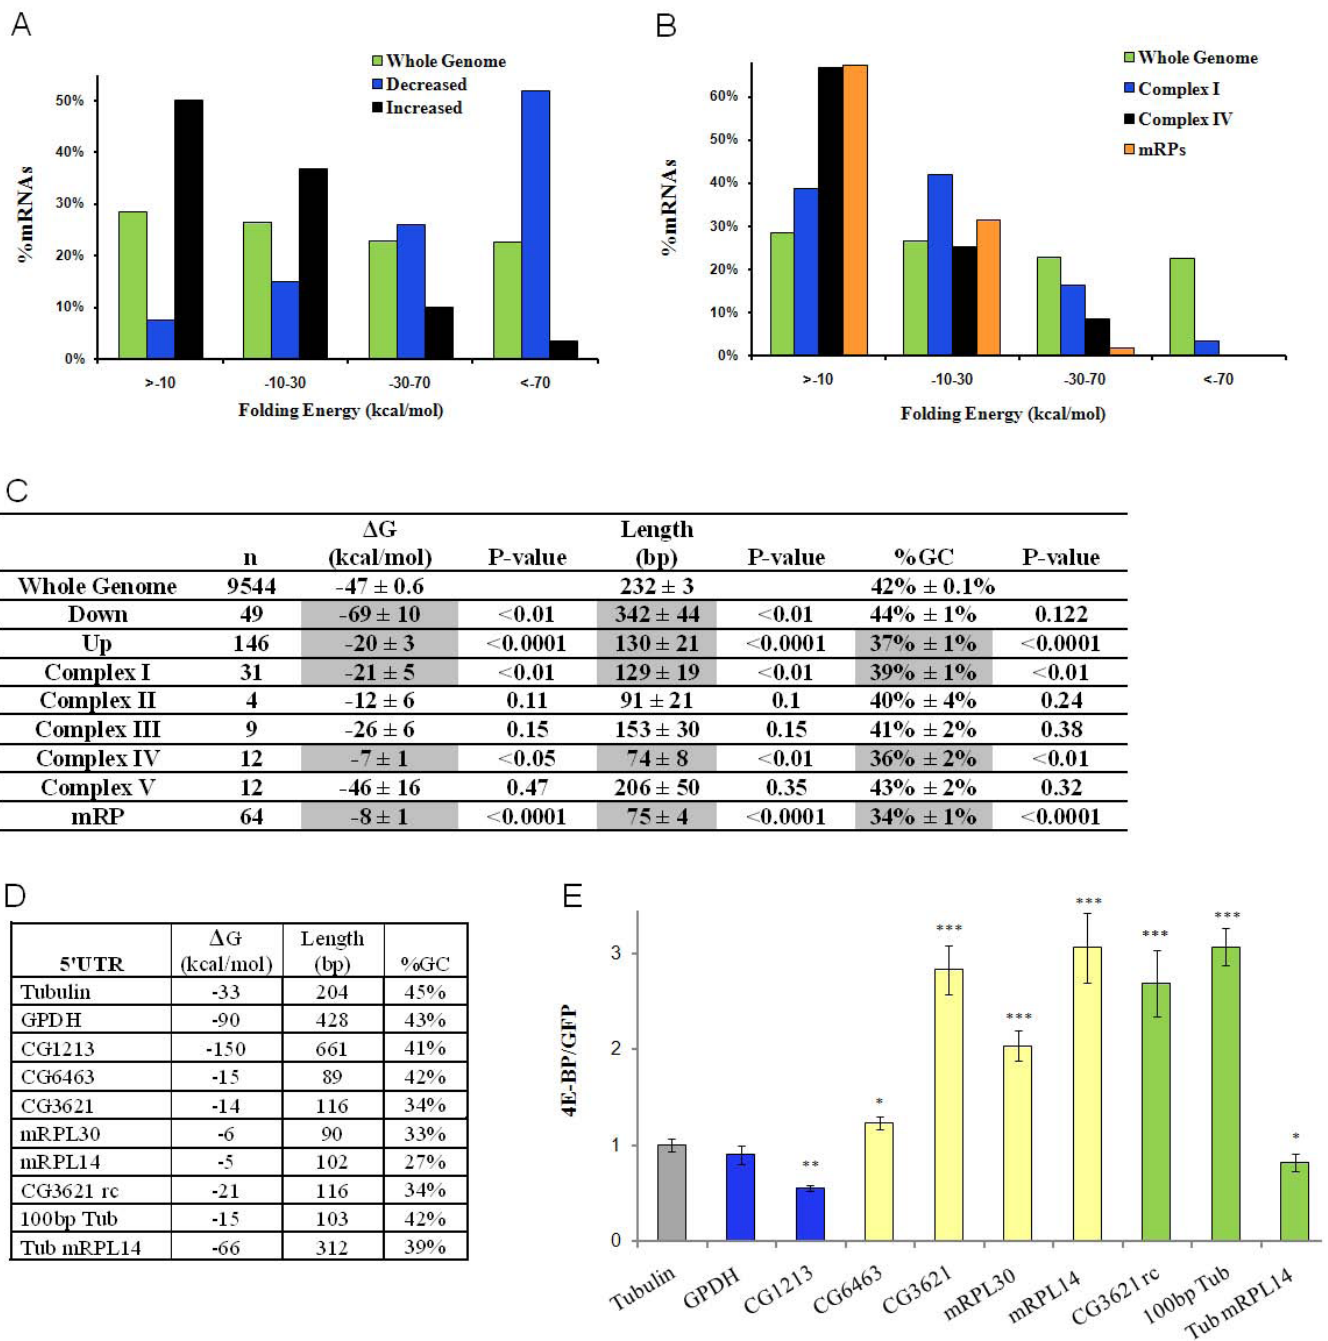 A
Whole Genome
Decreased
Increased
50%
40%
30%
20%
10%
0%
%mRNAs
>-10 -10-30 -30-70 <-70
Folding Energy (kcal/mol)
B
Whole Genome
Complex I
Complex IV
mRPs
60%
50%
40%
30%
20%
10%
0%
%mRNAs
>-10 -10-30 -30-70 <-70
Folding Energy (kcal/mol)
C
ΔG Length
n (kcal/mol) P-value (bp) P-value %GC P-value
Whole Genome 9544 -47 ± 0.6 232 ± 3 42% ± 0.1%
Down 49 -69 ± 10 <0.01 342 ± 44 <0.01 44% ± 1% 0.122
Up 146 -20 ± 3 <0.0001 130 ± 21 <0.0001 37% ± 1% <0.0001
Complex I 31 -21 ± 5 <0.01 129 ± 19 <0.01 39% ± 1% <0.01
Complex II 4 -12 ± 6 0.11 91 ± 21 0.1 40% ± 4% 0.24
Complex III 9 -26 ± 6 0.15 153 ± 30 0.15 41% ± 2% 0.38
Complex IV 12 -7 ± 1 <0.05 74 ± 8 <0.01 36% ± 2% <0.01
Complex V 12 -46 ± 16 0.47 206 ± 50 0.35 43% ± 2% 0.32
mRP 64 -8 ± 1 <0.0001 75 ± 4 <0.0001 34% ± 1% <0.0001
D
ΔG Length
5'UTR (kcal/mol) (bp) %GC
Tubulin -33 204 45%
GPDH -90 428 43%
CG1213 -150 661 41%
CG6463 -15 89 42%
CG3621 -14 116 34%
mRPL30 -6 90 33%
mRPL14 -5 102 27%
CG3621 rc -21 116 34%
100bp Tub -15 103 42%
Tub mRPL14 -66 312 39%
E
4E-BP/GFP
3
2
1
0
** * *** *** *** *** *** *
Tubulin GPDH CG1213 CG6463 CG3621 mRPL30 mRPL14 CG3621 rc 100bp Tub Tub mRPL14